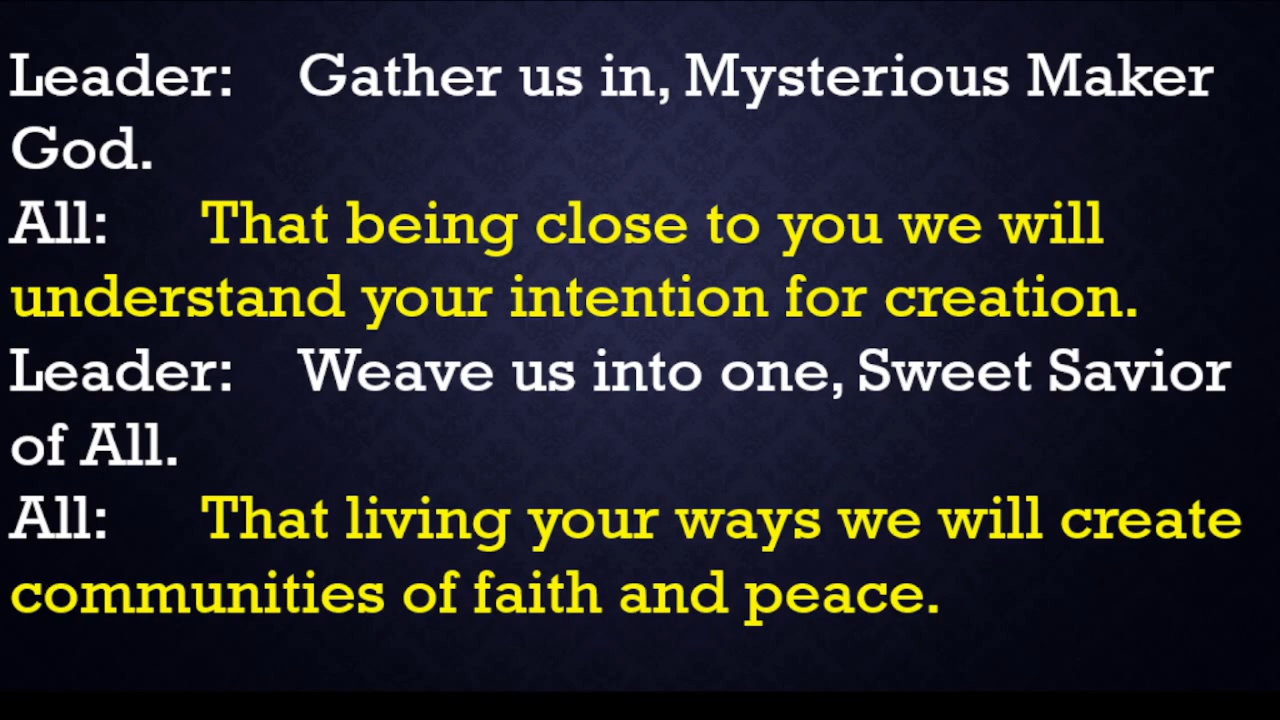 Leader: Gather us in, Mysterious Maker
God.
All: That being close to you we will
understand your intention for creation.
Leader: Weave us into one, Sweet Savior
of All.
All: That living your ways we will create
communities of faith and peace.